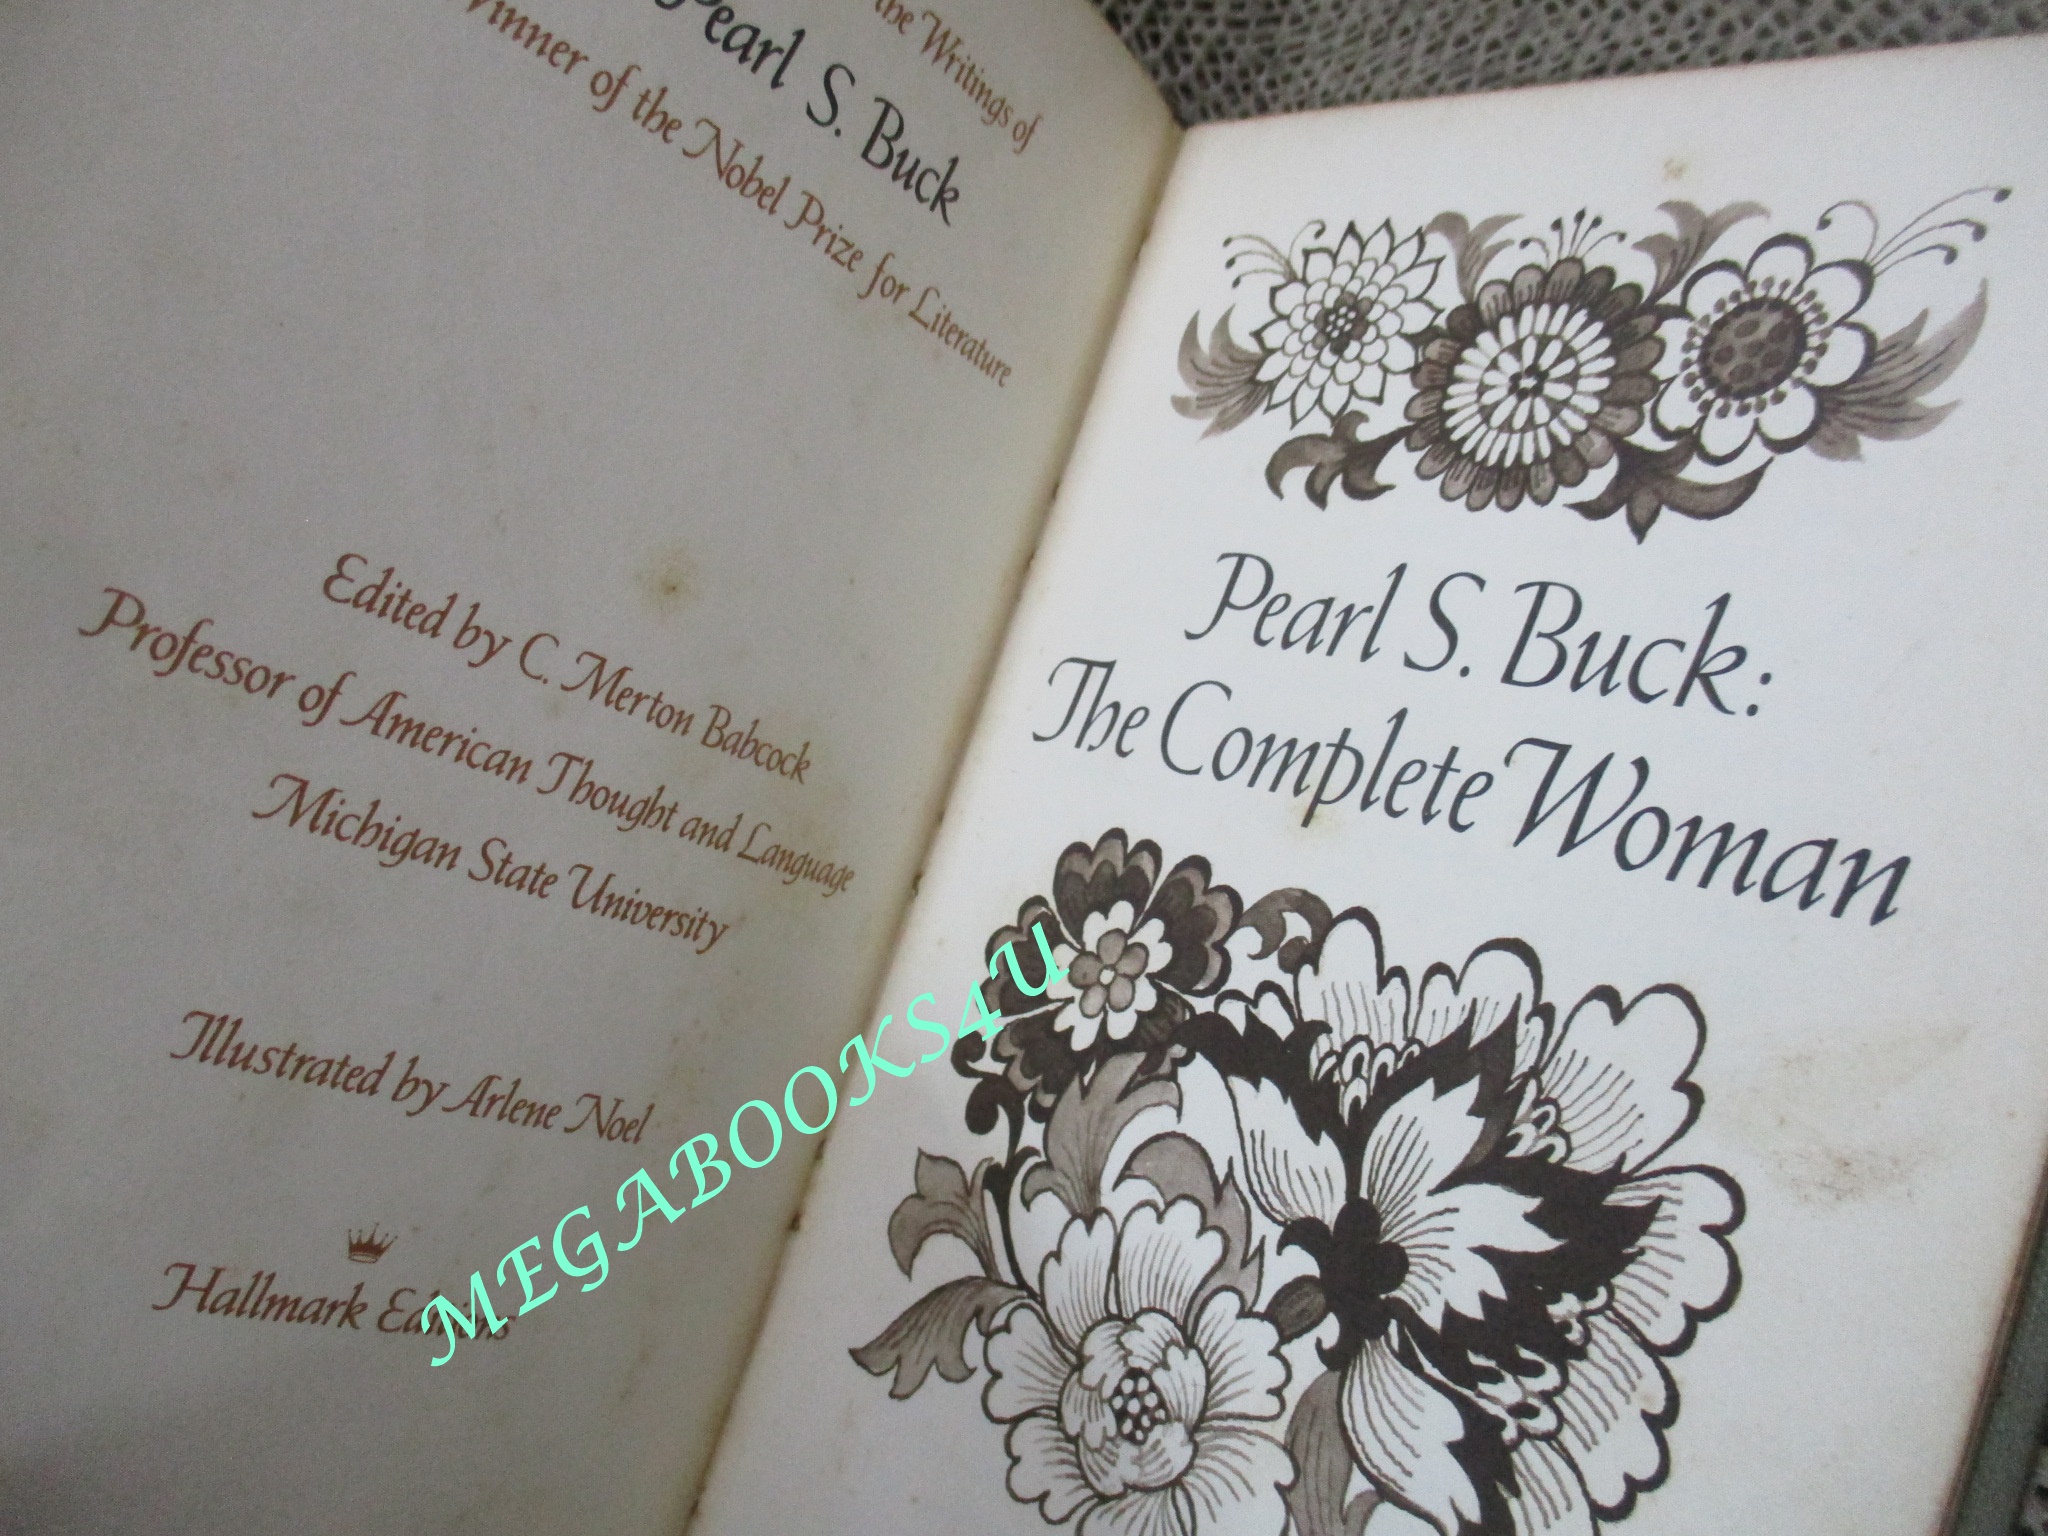 the Writings of
Pearl S. Buck
Winner of the Nobel Prize for Literature
Edited by C. Merton Babcock
Professor of American Thought and Language
Michigan State University
Illustrated by Arlene Noel
Hallmark Editions
Pearl S. Buck:
The Complete Woman
MEGABOOKS4U